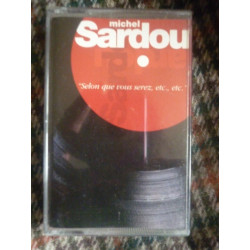 michel
Sardou
"Selon que vous serez, etc., etc."